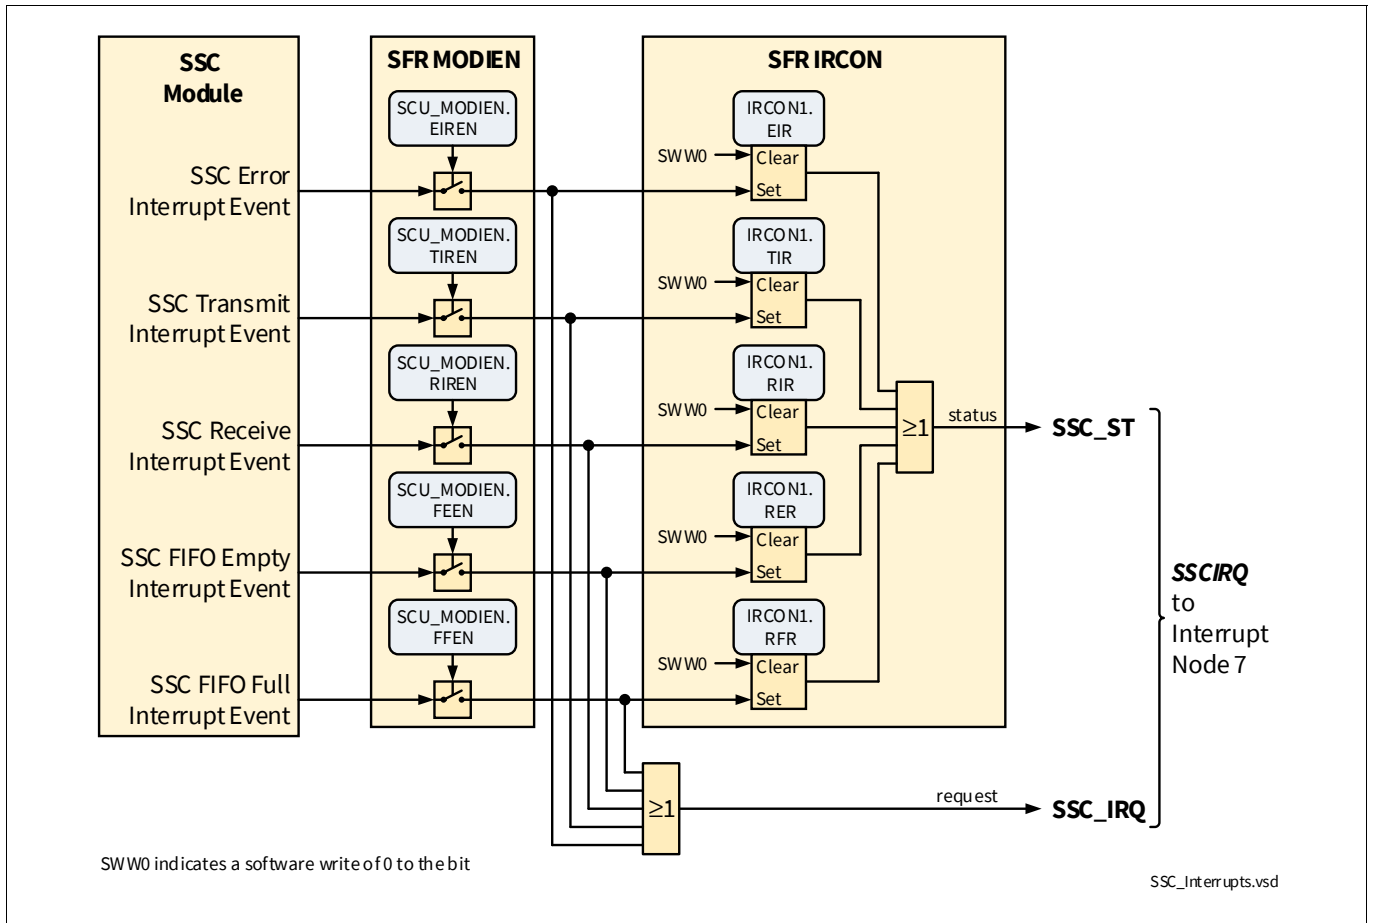 SSC
Module
SFR MODIEN
SFR IRCON
SCU_MODIEN.
EIREN
IRCON1.
EIR
SWW0
Clear
Set
SSC Error
Interrupt Event
SCU_MODIEN.
TIREN
IRCON1.
TIR
SWW0
Clear
Set
SSC Transmit
Interrupt Event
SCU_MODIEN.
RIREN
IRCON1.
RIR
SWW0
Clear
Set
SSC Receive
Interrupt Event
≥1
status
SSC_ST
SCU_MODIEN.
FEEN
IRCON1.
RER
SWW0
Clear
Set
SSC FIFO Empty
Interrupt Event
SCU_MODIEN.
FFEN
IRCON1.
RFR
SWW0
Clear
Set
SSC FIFO Full
Interrupt Event
SSCIRQ
to
Interrupt
Node 7
≥1
request
SSC_IRQ
SWW0 indicates a software write of 0 to the bit
SSC_Interrupts.vsd